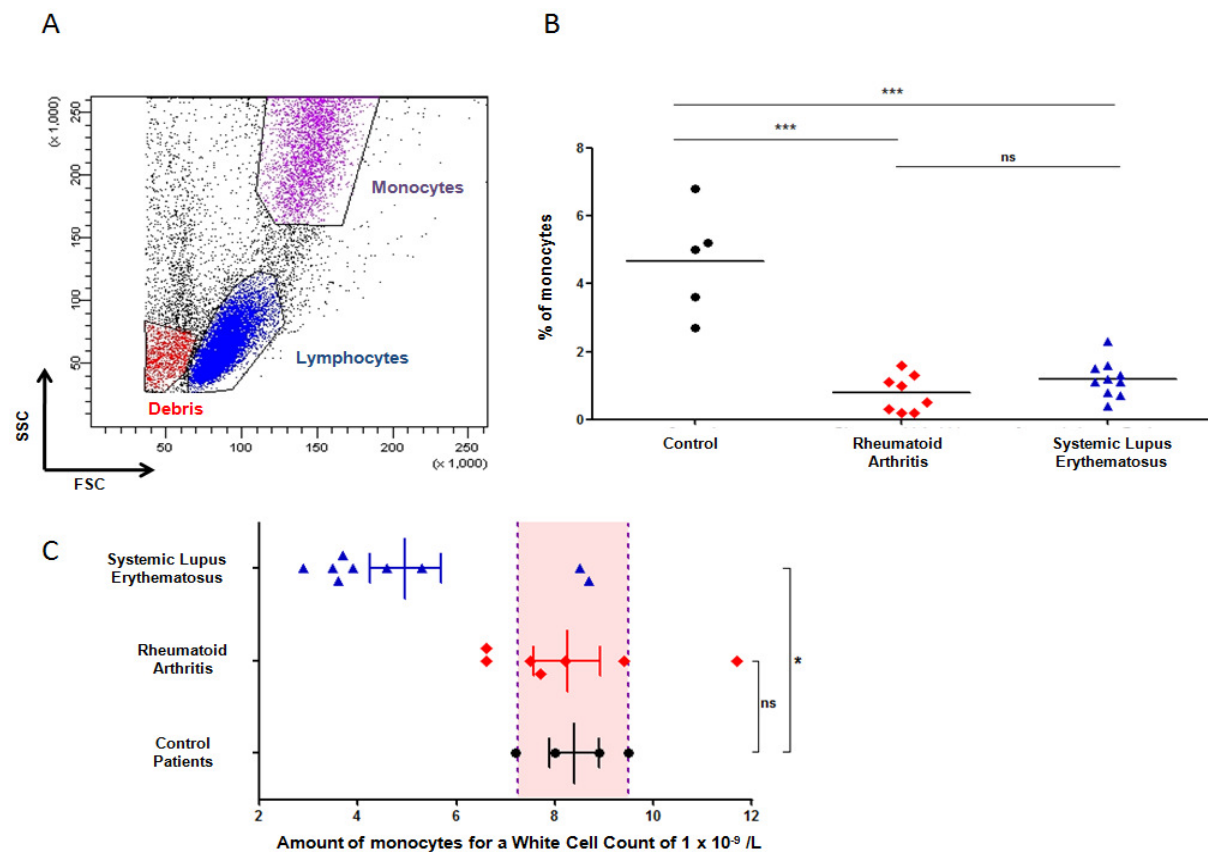 A
(x 1,000)
250
200
150
100
50
Monocytes
Lymphocytes
Debris
50
100
150
200
250
(x 1,000)
SSC
FSC
B
***
***
ns
% of monocytes
8
6
4
2
0
Control
Rheumatoid
Arthritis
Systemic Lupus
Erythematosus
C
Systemic Lupus
Erythematosus
Rheumatoid
Arthritis
Control
Patients
ns
*
2
4
6
8
10
12
Amount of monocytes for a White Cell Count of 1 x 10⁻⁹ /L